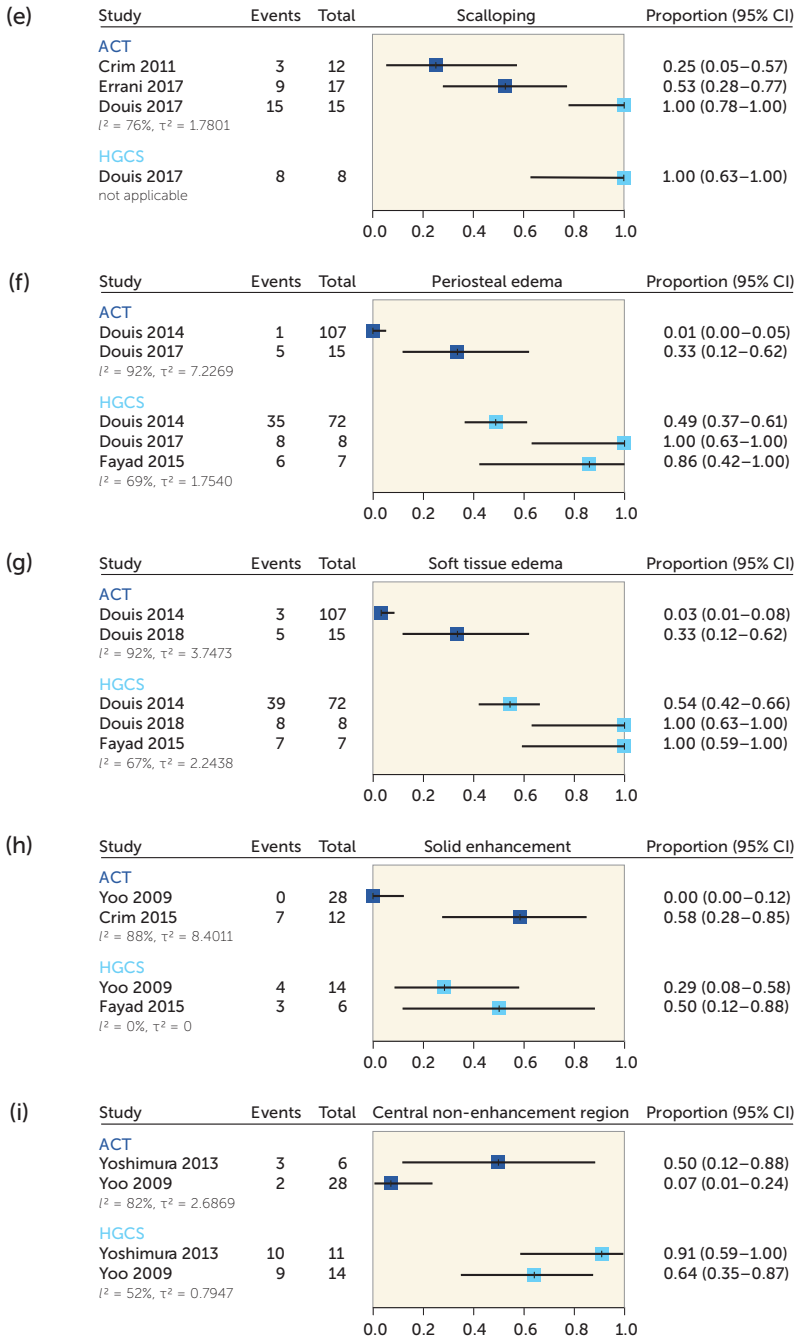 (e)
Study Events Total Scalloping Proportion (95% CI)
ACT
Crim 2011 3 12 0.25 (0.05–0.57)
Errani 2017 9 17 0.53 (0.28–0.77)
Douis 2017 15 15 1.00 (0.78–1.00)
I² = 76%, τ² = 1.7801
HGCS
Douis 2017 8 8 1.00 (0.63–1.00)
not applicable
0.0 0.2 0.4 0.6 0.8 1.0
(f)
Study Events Total Periosteal edema Proportion (95% CI)
ACT
Douis 2014 1 107 0.01 (0.00–0.05)
Douis 2017 5 15 0.33 (0.12–0.62)
I² = 92%, τ² = 7.2269
HGCS
Douis 2014 35 72 0.49 (0.37–0.61)
Douis 2017 8 8 1.00 (0.63–1.00)
Fayad 2015 6 7 0.86 (0.42–1.00)
I² = 69%, τ² = 1.7540
0.0 0.2 0.4 0.6 0.8 1.0
(g)
Study Events Total Soft tissue edema Proportion (95% CI)
ACT
Douis 2014 3 107 0.03 (0.01–0.08)
Douis 2018 5 15 0.33 (0.12–0.62)
I² = 92%, τ² = 3.7473
HGCS
Douis 2014 39 72 0.54 (0.42–0.66)
Douis 2018 8 8 1.00 (0.63–1.00)
Fayad 2015 7 7 1.00 (0.59–1.00)
I² = 67%, τ² = 2.2438
0.0 0.2 0.4 0.6 0.8 1.0
(h)
Study Events Total Solid enhancement Proportion (95% CI)
ACT
Yoo 2009 0 28 0.00 (0.00–0.12)
Crim 2015 7 12 0.58 (0.28–0.85)
I² = 88%, τ² = 8.4011
HGCS
Yoo 2009 4 14 0.29 (0.08–0.58)
Fayad 2015 3 6 0.50 (0.12–0.88)
I² = 0%, τ² = 0
0.0 0.2 0.4 0.6 0.8 1.0
(i)
Study Events Total Central non-enhancement region Proportion (95% CI)
ACT
Yoshimura 2013 3 6 0.50 (0.12–0.88)
Yoo 2009 2 28 0.07 (0.01–0.24)
I² = 82%, τ² = 2.6869
HGCS
Yoshimura 2013 10 11 0.91 (0.59–1.00)
Yoo 2009 9 14 0.64 (0.35–0.87)
I² = 52%, τ² = 0.7947
0.0 0.2 0.4 0.6 0.8 1.0